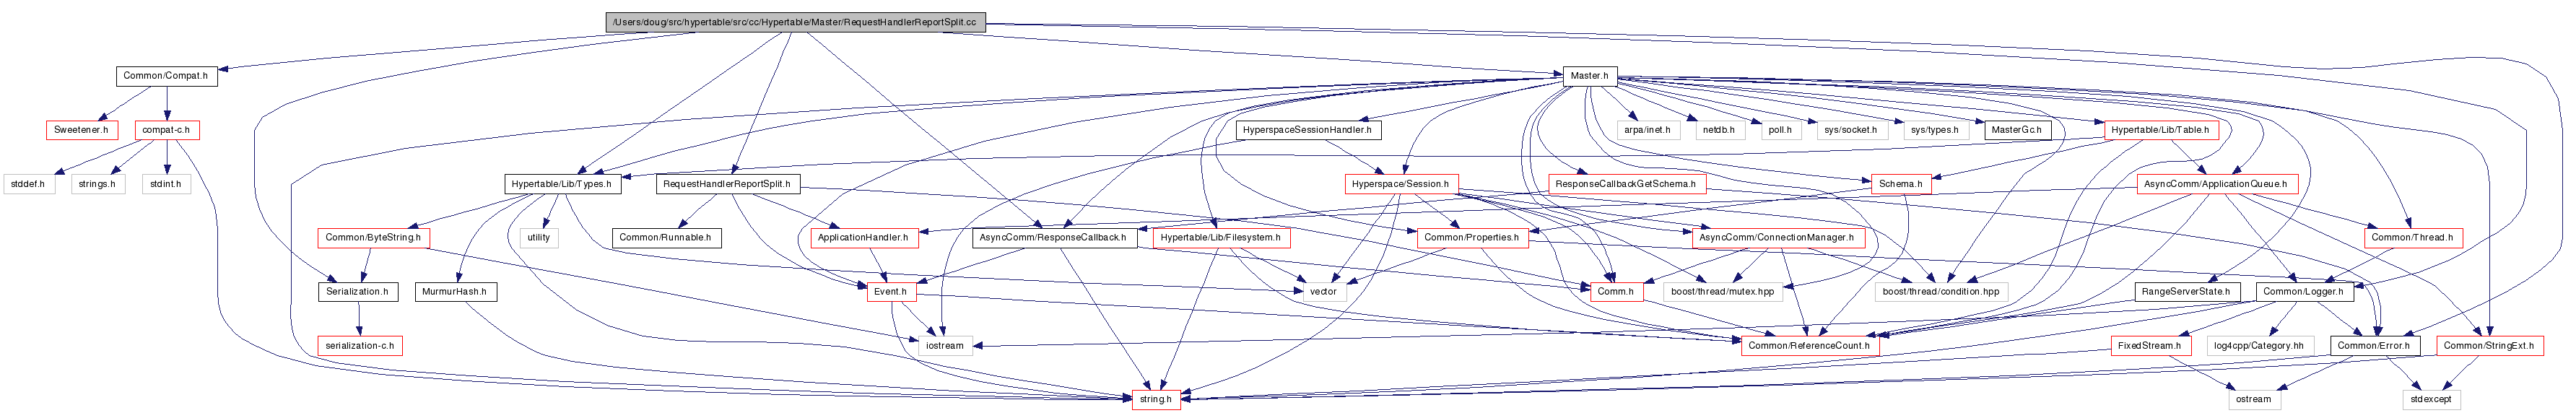 /Users/doug/src/hypertable/src/cc/Hypertable/Master/RequestHandlerReportSplit.cc
Common/Compat.h
Master.h
Sweetener.h
compat-c.h
HyperspaceSessionHandler.h
arpa/inet.h
netdb.h
poll.h
sys/socket.h
sys/types.h
MasterGc.h
Hypertable/Lib/Table.h
stddef.h
strings.h
stdint.h
Hypertable/Lib/Types.h
RequestHandlerReportSplit.h
Hyperspace/Session.h
ResponseCallbackGetSchema.h
Schema.h
AsyncComm/ApplicationQueue.h
Common/ByteString.h
utility
Common/Runnable.h
ApplicationHandler.h
AsyncComm/ResponseCallback.h
Hypertable/Lib/Filesystem.h
Common/Properties.h
AsyncComm/ConnectionManager.h
Common/Thread.h
Serialization.h
MurmurHash.h
Event.h
vector
Comm.h
boost/thread/mutex.hpp
boost/thread/condition.hpp
RangeServerState.h
Common/Logger.h
serialization-c.h
iostream
Common/ReferenceCount.h
FixedStream.h
log4cpp/Category.hh
Common/Error.h
Common/StringExt.h
string.h
ostream
stdexcept